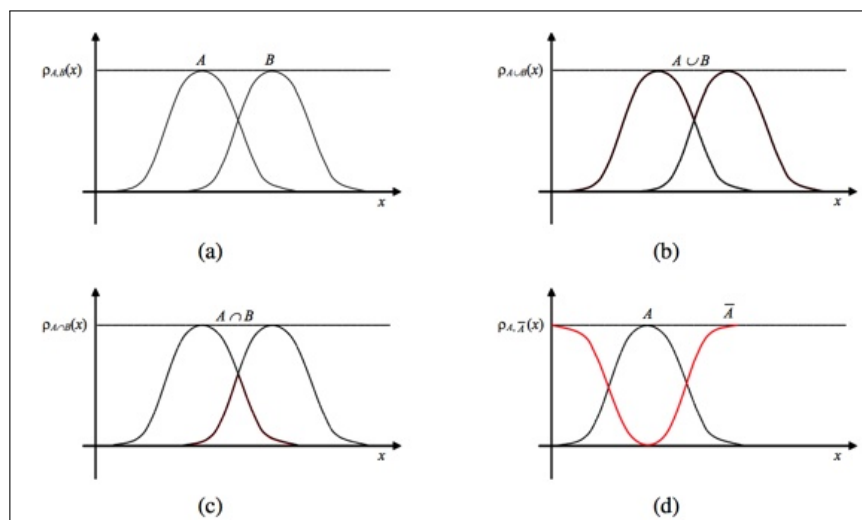 ρA,B(x) A B
x
(a)
ρA∪B(x) A ∪ B
x
(b)
ρA∩B(x) A ∩ B
x
(c)
ρA, A̅(x) A A̅
x
(d)